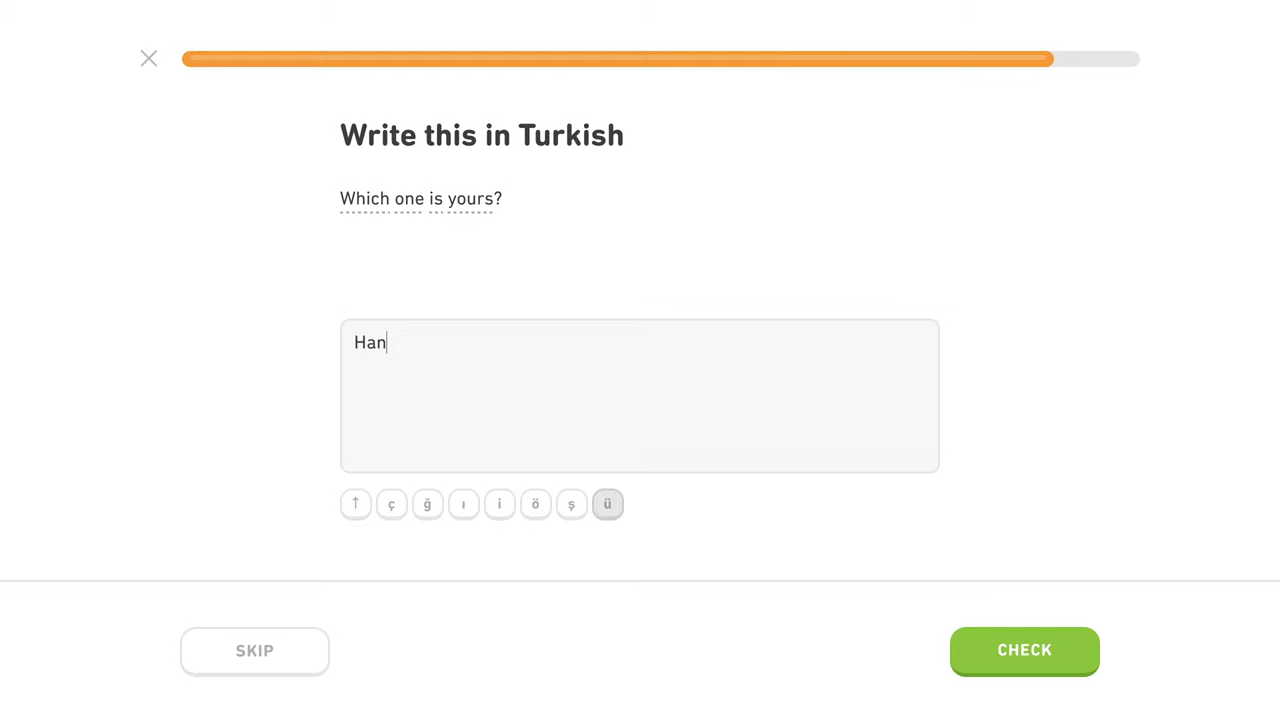 Write this in Turkish
Which one is yours?
Han
↑ ç ğ ı i ö ş ü
SKIP
CHECK